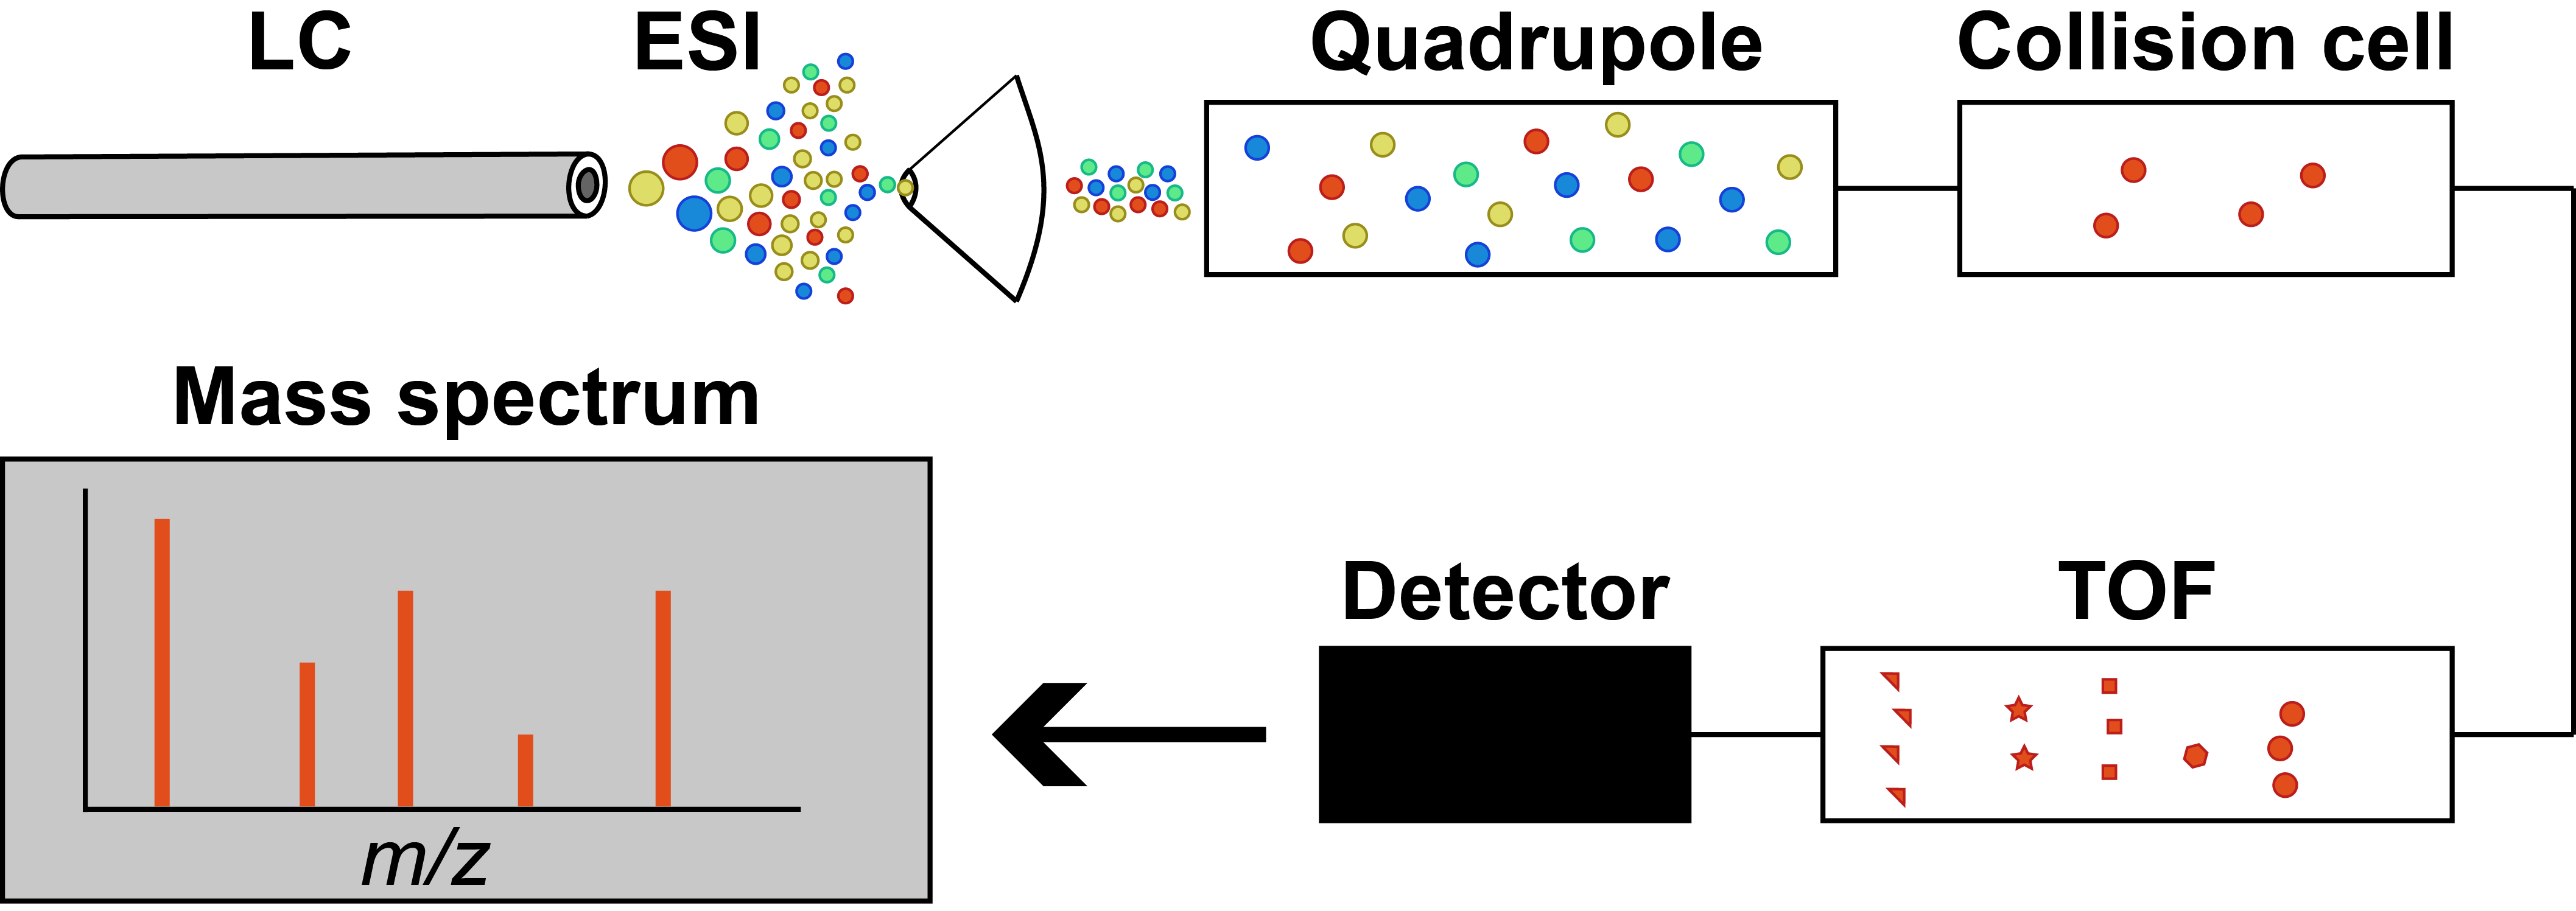 LC
ESI
Quadrupole
Collision cell
Mass spectrum
m/z
Detector
TOF